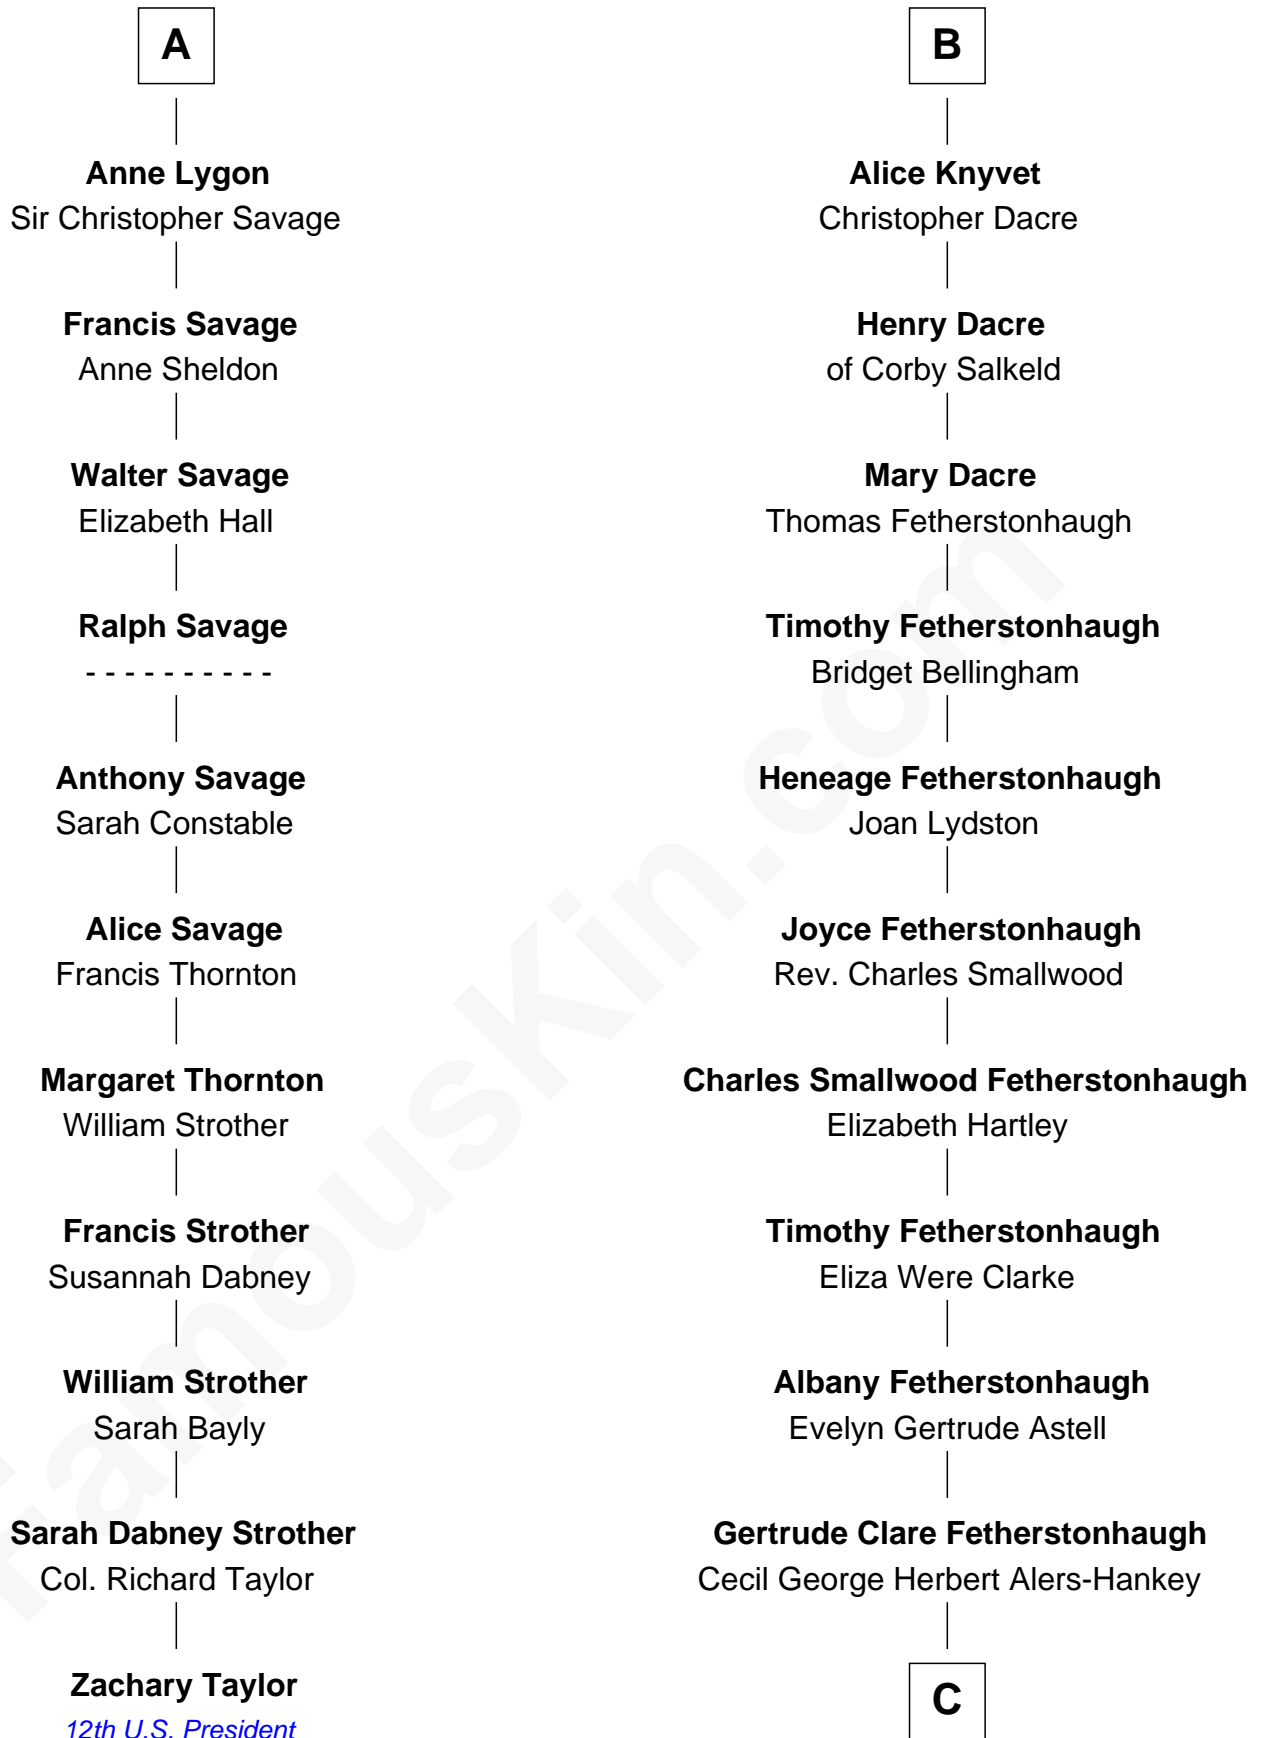 A
Anne Lygon
Sir Christopher Savage
Francis Savage
Anne Sheldon
Walter Savage
Elizabeth Hall
Ralph Savage
- - - - - - - - - -
Anthony Savage
Sarah Constable
Alice Savage
Francis Thornton
Margaret Thornton
William Strother
Francis Strother
Susannah Dabney
William Strother
Sarah Bayly
Sarah Dabney Strother
Col. Richard Taylor
Zachary Taylor
12th U.S. President
B
Alice Knyvet
Christopher Dacre
Henry Dacre
of Corby Salkeld
Mary Dacre
Thomas Fetherstonhaugh
Timothy Fetherstonhaugh
Bridget Bellingham
Heneage Fetherstonhaugh
Joan Lydston
Joyce Fetherstonhaugh
Rev. Charles Smallwood
Charles Smallwood Fetherstonhaugh
Elizabeth Hartley
Timothy Fetherstonhaugh
Eliza Were Clarke
Albany Fetherstonhaugh
Evelyn Gertrude Astell
Gertrude Clare Fetherstonhaugh
Cecil George Herbert Alers-Hankey
C
famouskin.com